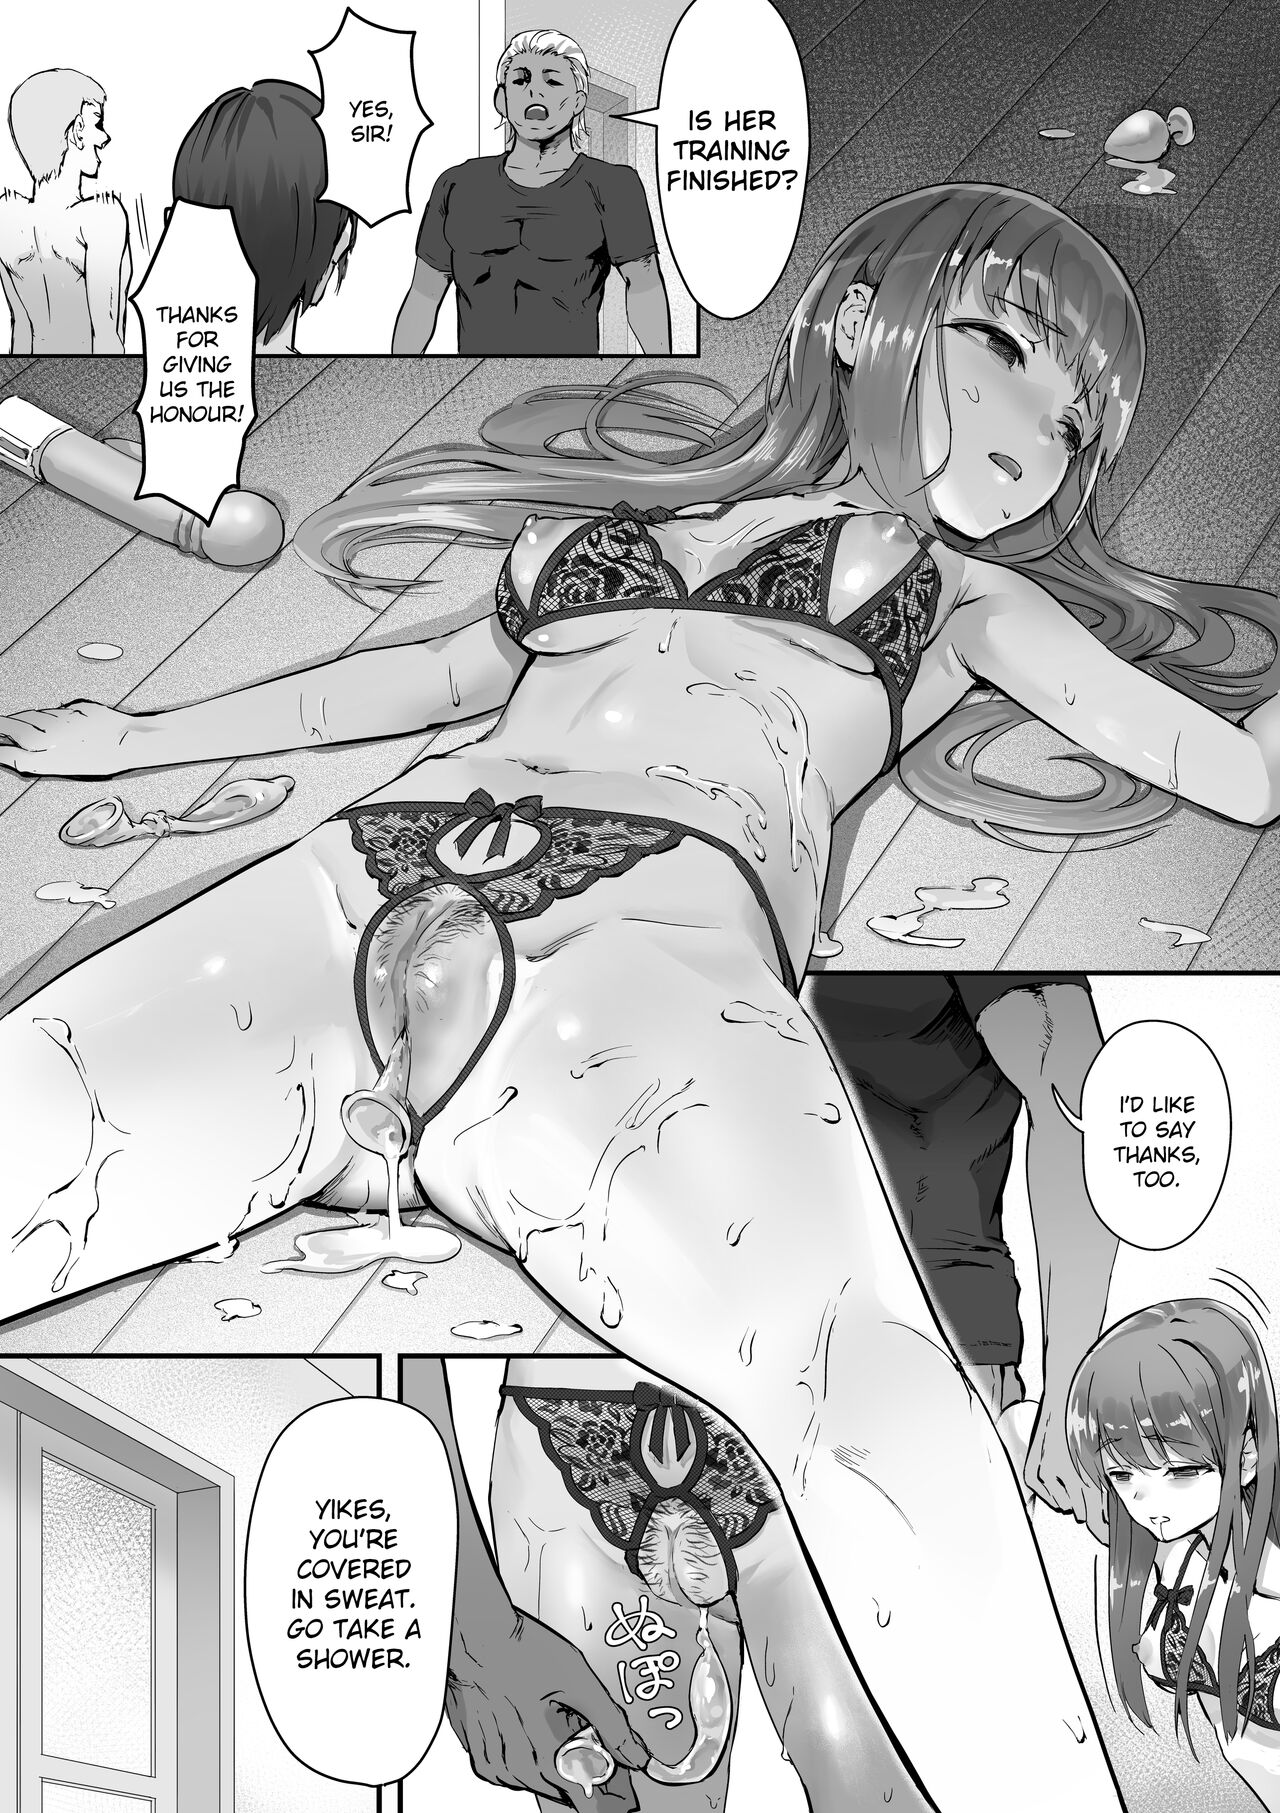 IS HER
TRAINING
FINISHED?
YES,
SIR!
THANKS
FOR
GIVING
US THE
HONOUR!
I'D LIKE
TO SAY
THANKS,
TOO.
ぬぽっ
YIKES,
YOU'RE
COVERED
IN SWEAT.
GO TAKE A
SHOWER.